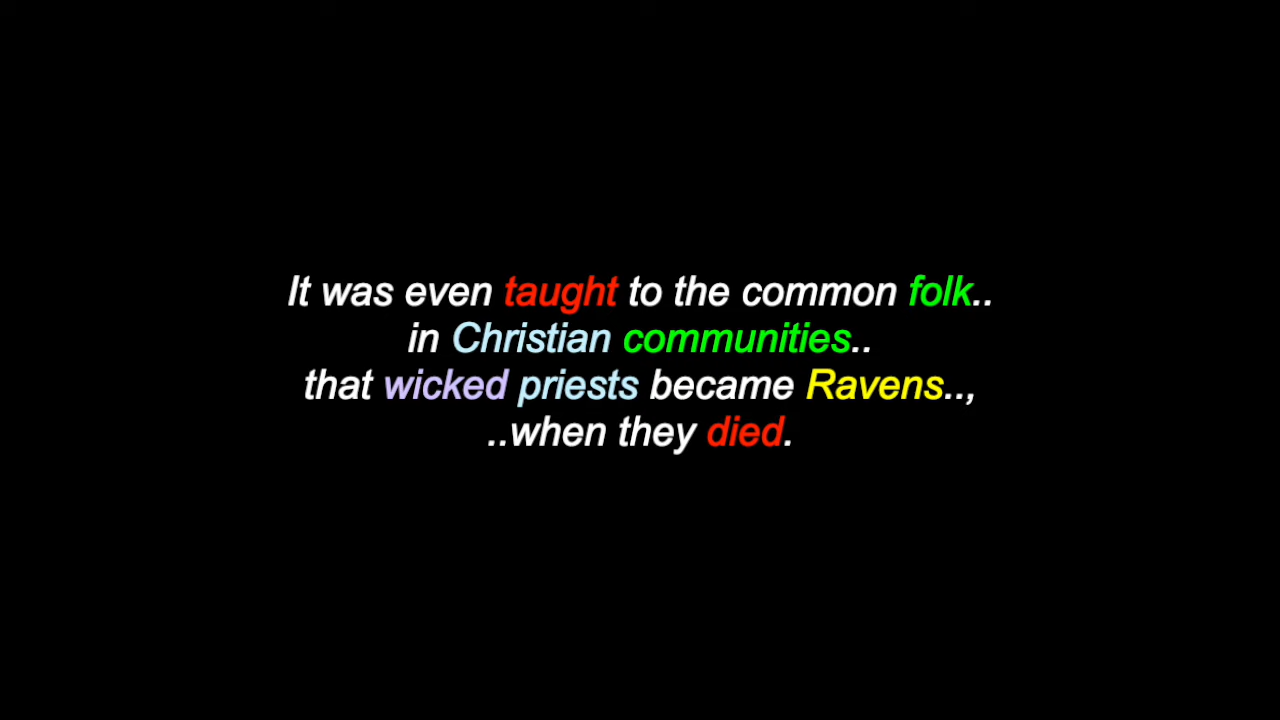 It was even taught to the common folk..
in Christian communities..
that wicked priests became Ravens..,
..when they died.